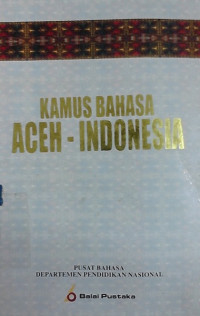 KAMUS BAHASA
ACEH - INDONESIA
PUSAT BAHASA
DEPARTEMEN PENDIDIKAN NASIONAL
Balai Pustaka